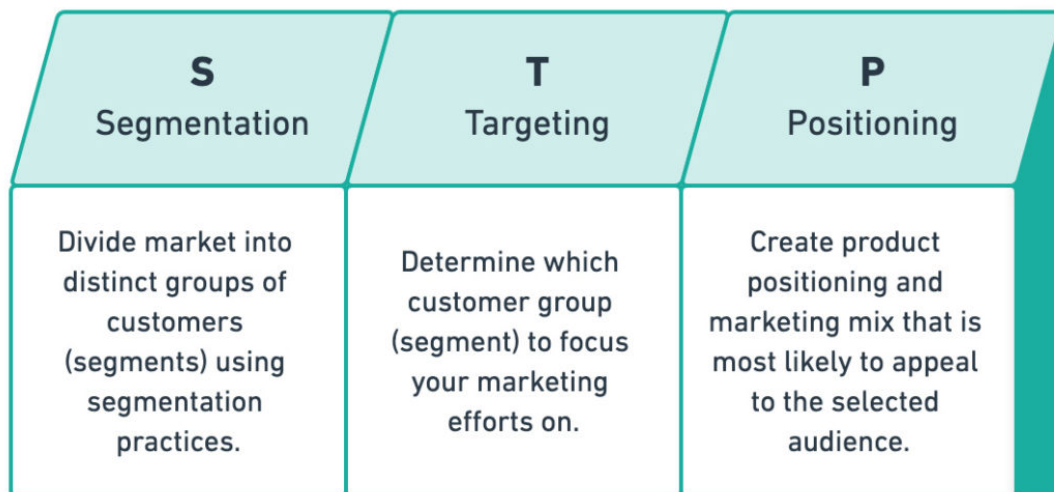 S
Segmentation
Divide market into
distinct groups of
customers
(segments) using
segmentation
practices.
T
Targeting
Determine which
customer group
(segment) to focus
your marketing
efforts on.
P
Positioning
Create product
positioning and
marketing mix that is
most likely to appeal
to the selected
audience.